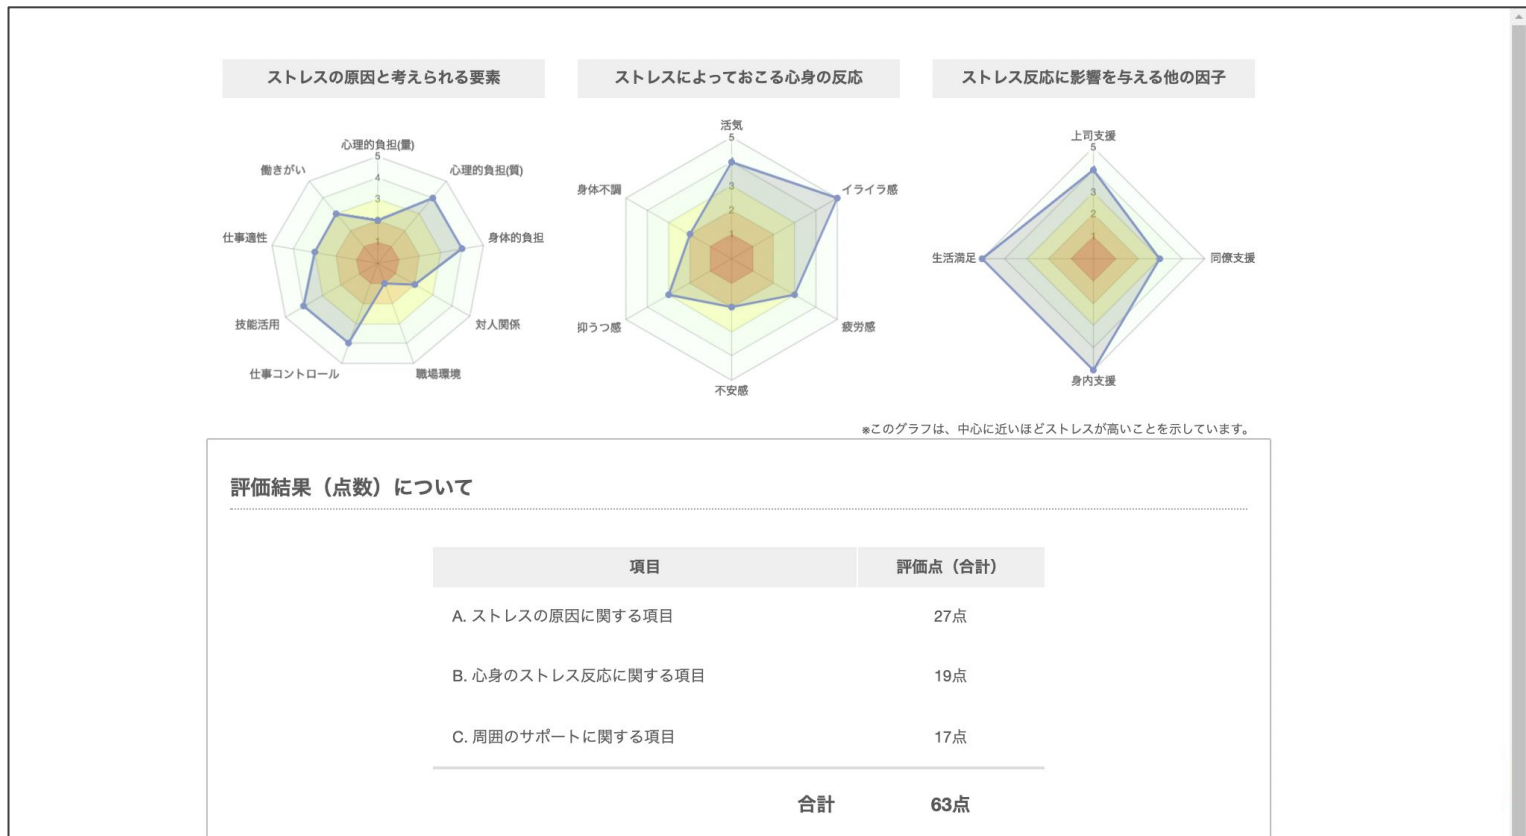 ストレスの原因と考えられる要素
ストレスによっておこる心身の反応
ストレス反応に影響を与える他の因子
心理的負担(量)
心理的負担(質)
身体的負担
対人関係
職場環境
仕事コントロール
技能活用
仕事適性
働きがい
5
4
3
1
活気
イライラ感
疲労感
不安感
抑うつ感
身体不調
5
3
2
1
上司支援
同僚支援
身内支援
生活満足
5
3
2
1
※このグラフは、中心に近いほどストレスが高いことを示しています。
評価結果（点数）について
項目 評価点（合計）
A. ストレスの原因に関する項目 27点
B. 心身のストレス反応に関する項目 19点
C. 周囲のサポートに関する項目 17点
合計 63点